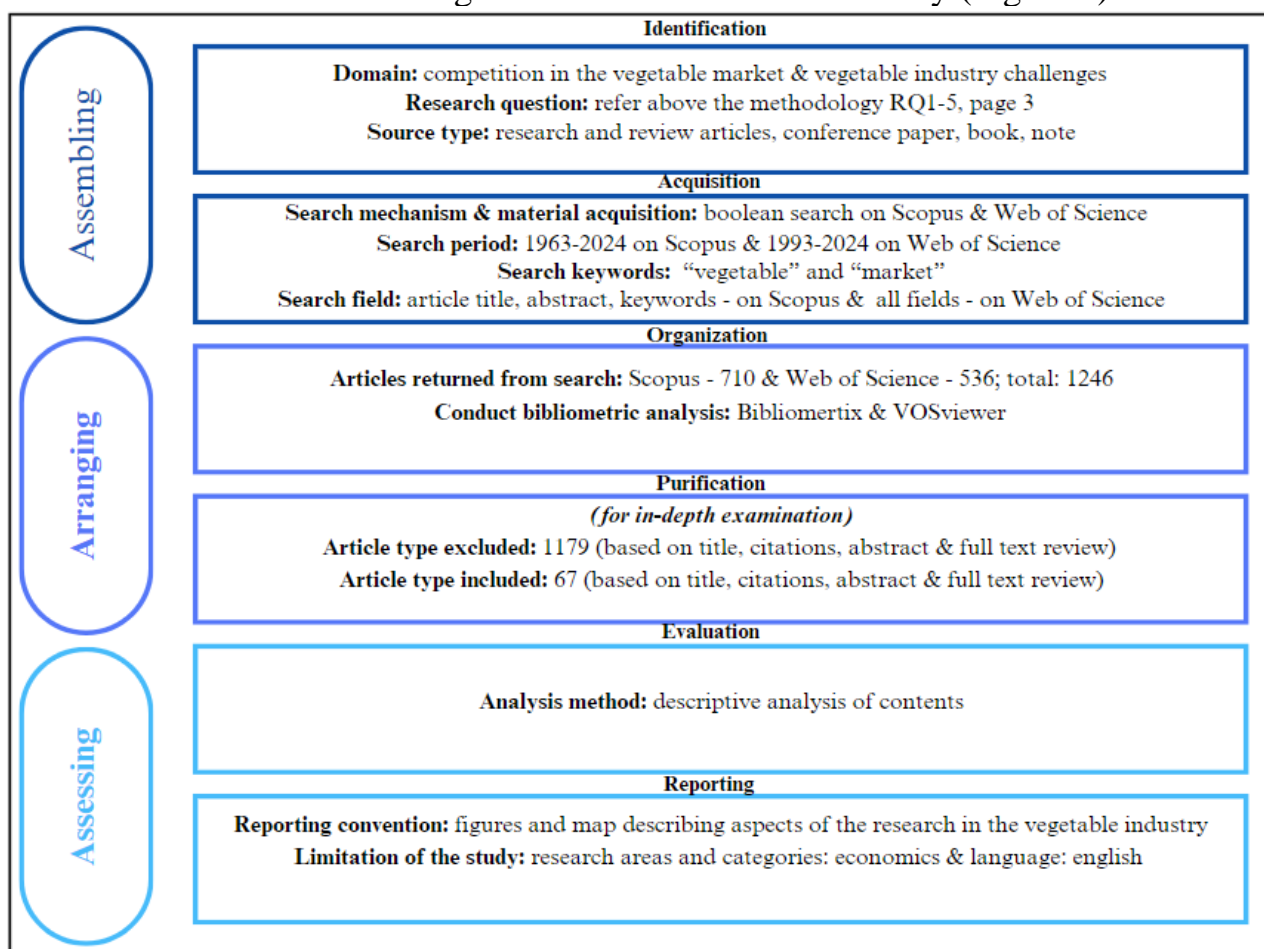 Identification
Assembling
Domain: competition in the vegetable market & vegetable industry challenges
Research question: refer above the methodology RQ1-5, page 3
Source type: research and review articles, conference paper, book, note
Acquisition
Search mechanism & material acquisition: boolean search on Scopus & Web of Science
Search period: 1963-2024 on Scopus & 1993-2024 on Web of Science
Search keywords: “vegetable” and “market”
Search field: article title, abstract, keywords - on Scopus & all fields - on Web of Science
Organization
Arranging
Articles returned from search: Scopus - 710 & Web of Science - 536; total: 1246
Conduct bibliometric analysis: Bibliomertix & VOSviewer
Purification
(for in-depth examination)
Article type excluded: 1179 (based on title, citations, abstract & full text review)
Article type included: 67 (based on title, citations, abstract & full text review)
Evaluation
Assessing
Analysis method: descriptive analysis of contents
Reporting
Reporting convention: figures and map describing aspects of the research in the vegetable industry
Limitation of the study: research areas and categories: economics & language: english